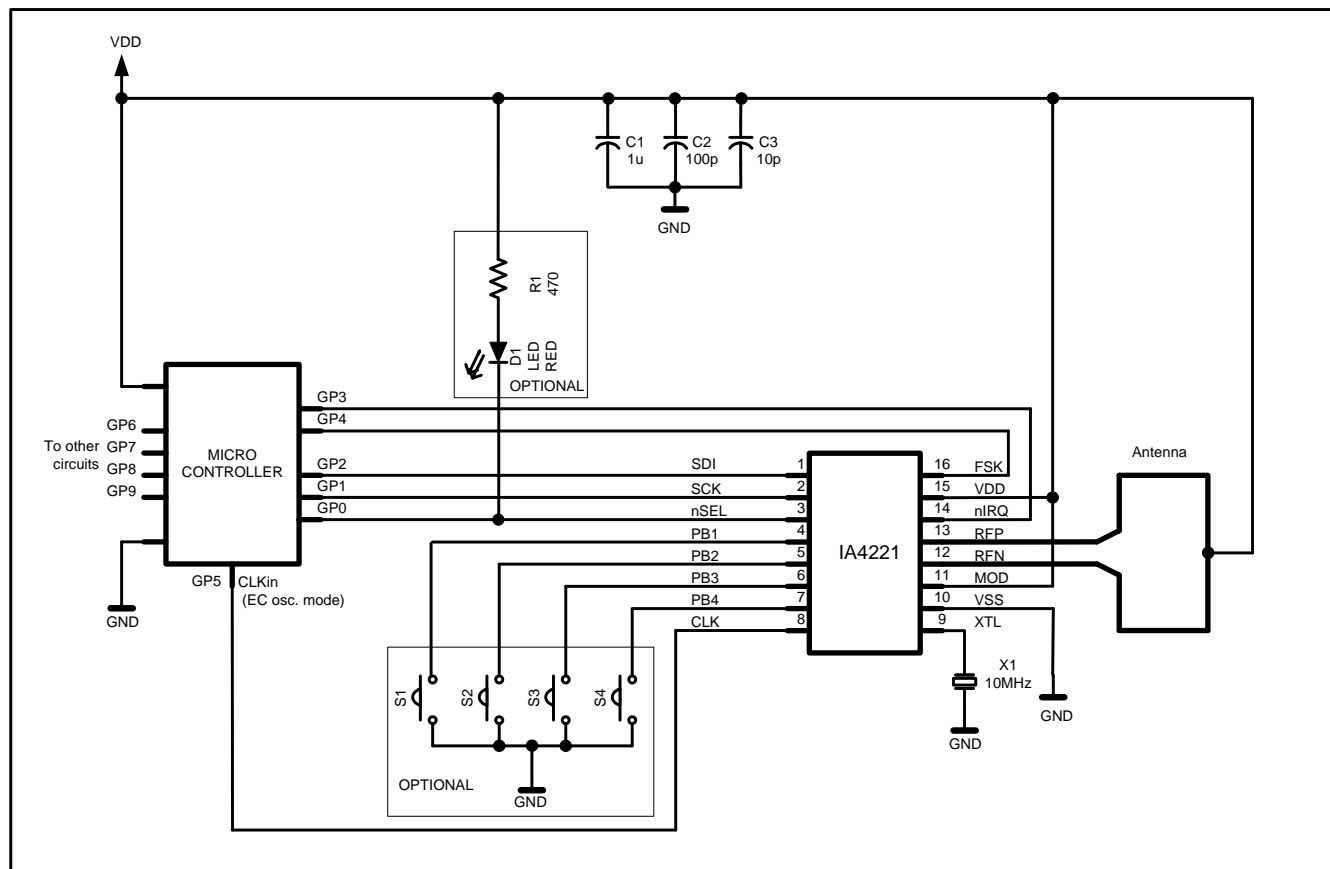 VDD
C1
1u
C2
100p
C3
10p
GND
R1
470
D1
LED
RED
OPTIONAL
GP3
GP4
GP6
To other
circuits
GP7
GP8
GP9
MICRO
CONTROLLER
GP2
GP1
GP0
SDI
SCK
nSEL
PB1
PB2
PB3
PB4
CLK
1
2
3
4
5
6
7
8
IA4221
16
15
14
13
12
11
10
9
FSK
VDD
nIRQ
RFP
RFN
MOD
VSS
XTL
Antenna
GP5
CLKin
(EC osc. mode)
GND
S1
S2
S3
S4
OPTIONAL
GND
X1
10MHz
GND
GND